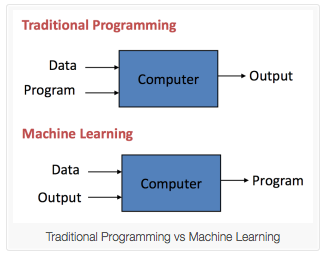 Traditional Programming
Data
Program
Computer
Output
Machine Learning
Data
Output
Computer
Program
Traditional Programming vs Machine Learning